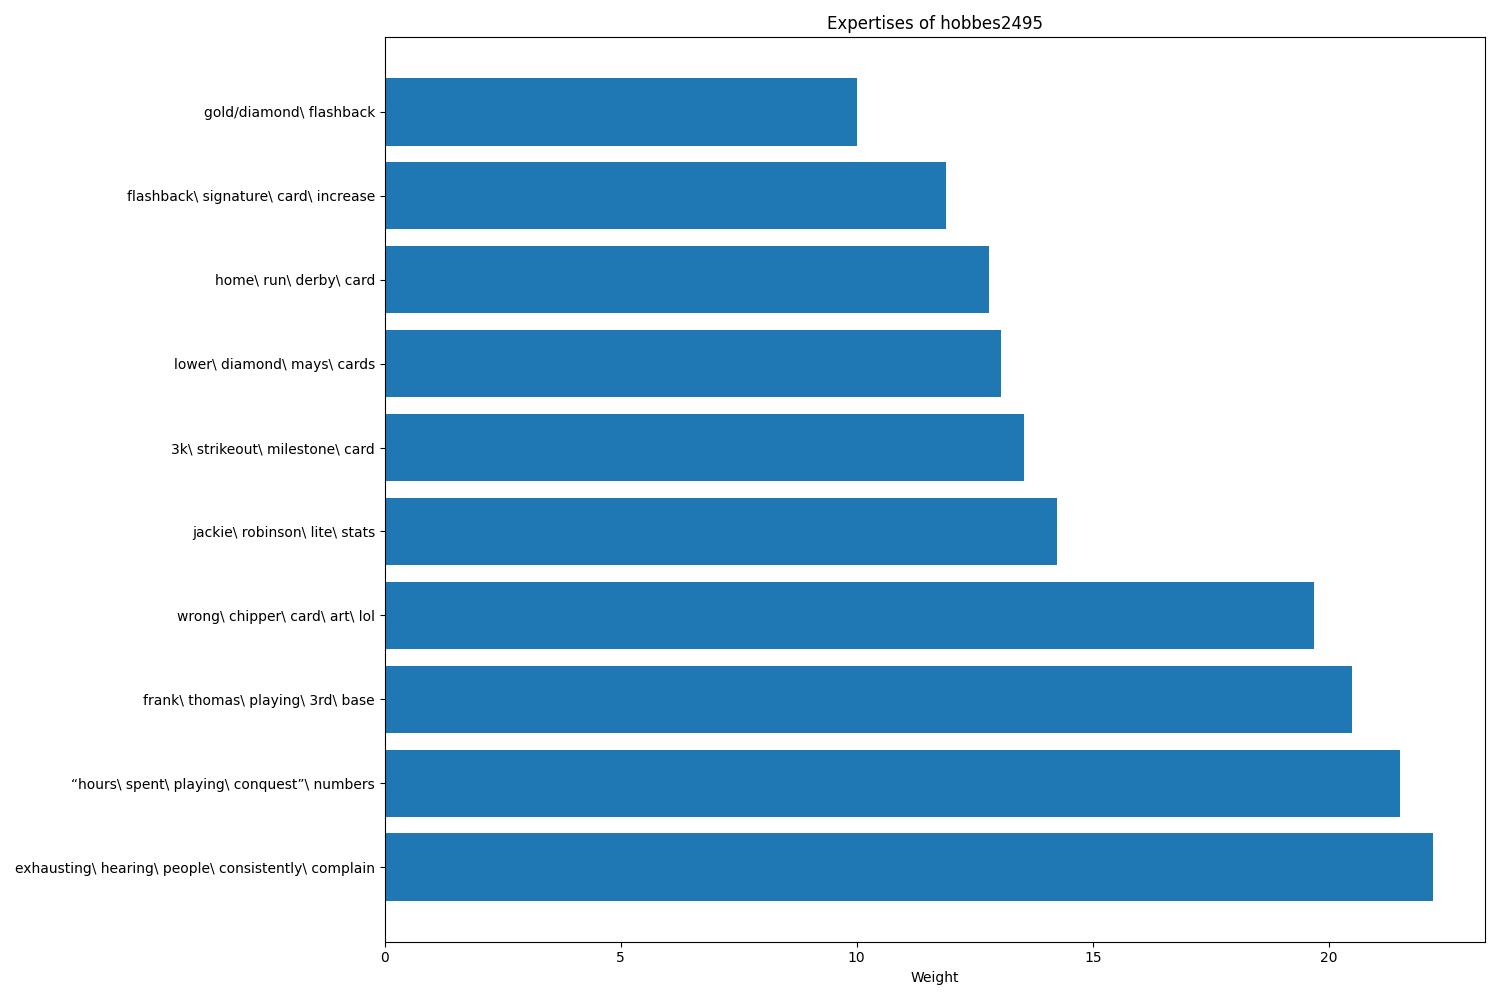 Expertises of hobbes2495
gold/diamond\ flashback
flashback\ signature\ card\ increase
home\ run\ derby\ card
lower\ diamond\ mays\ cards
3k\ strikeout\ milestone\ card
jackie\ robinson\ lite\ stats
wrong\ chipper\ card\ art\ lol
frank\ thomas\ playing\ 3rd\ base
“hours\ spent\ playing\ conquest”\ numbers
exhausting\ hearing\ people\ consistently\ complain
0 5 10 15 20
Weight